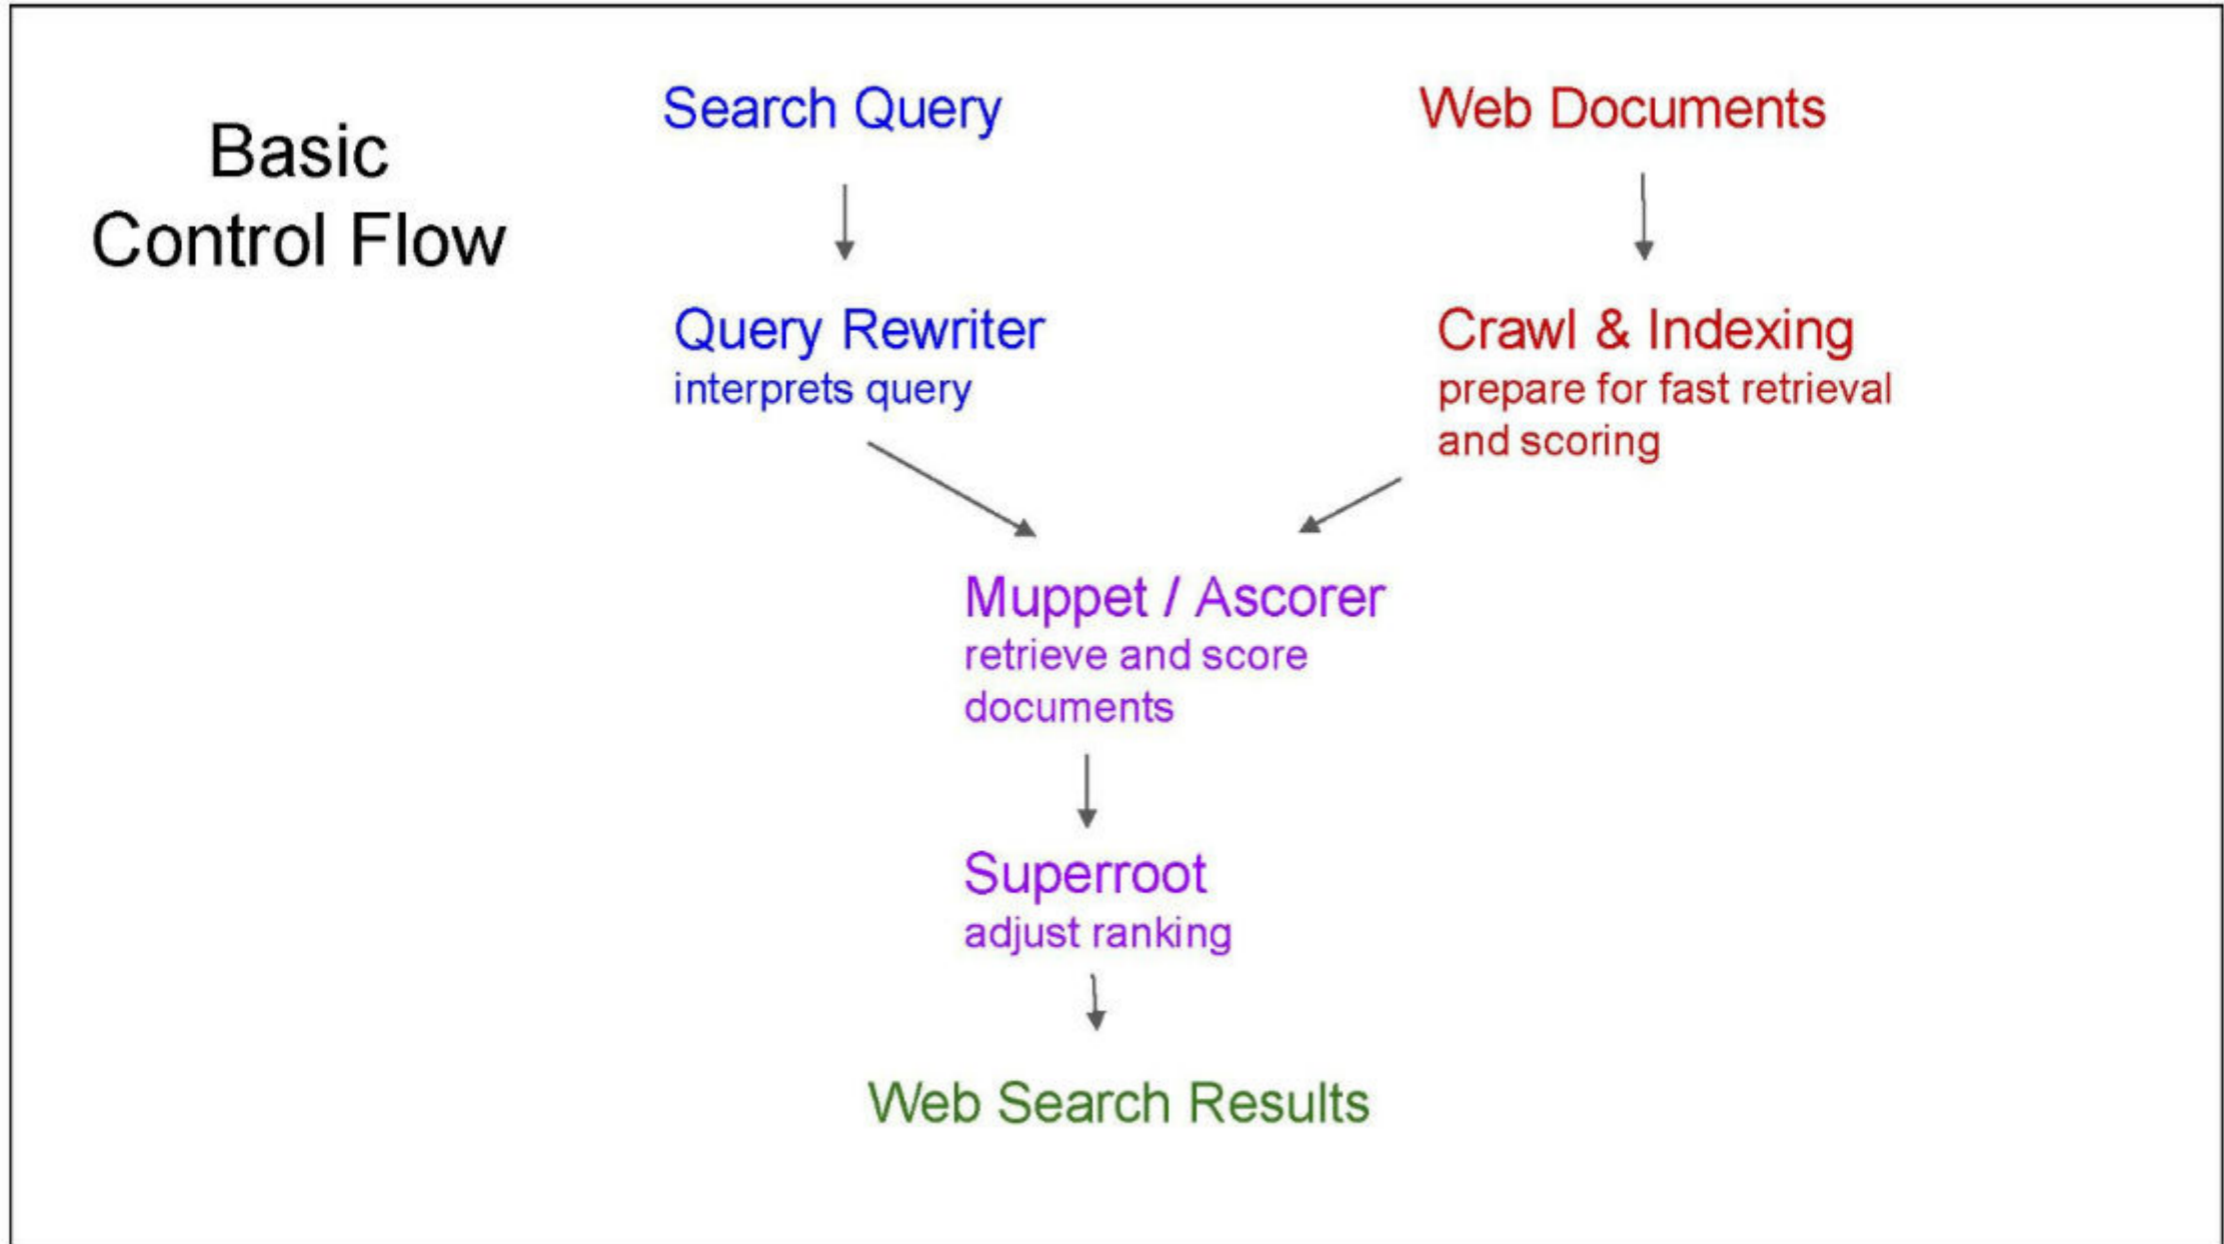 Basic
Control Flow
Search Query
Web Documents
Query Rewriter
interprets query
Crawl & Indexing
prepare for fast retrieval
and scoring
Muppet / Ascorer
retrieve and score
documents
Superroot
adjust ranking
Web Search Results